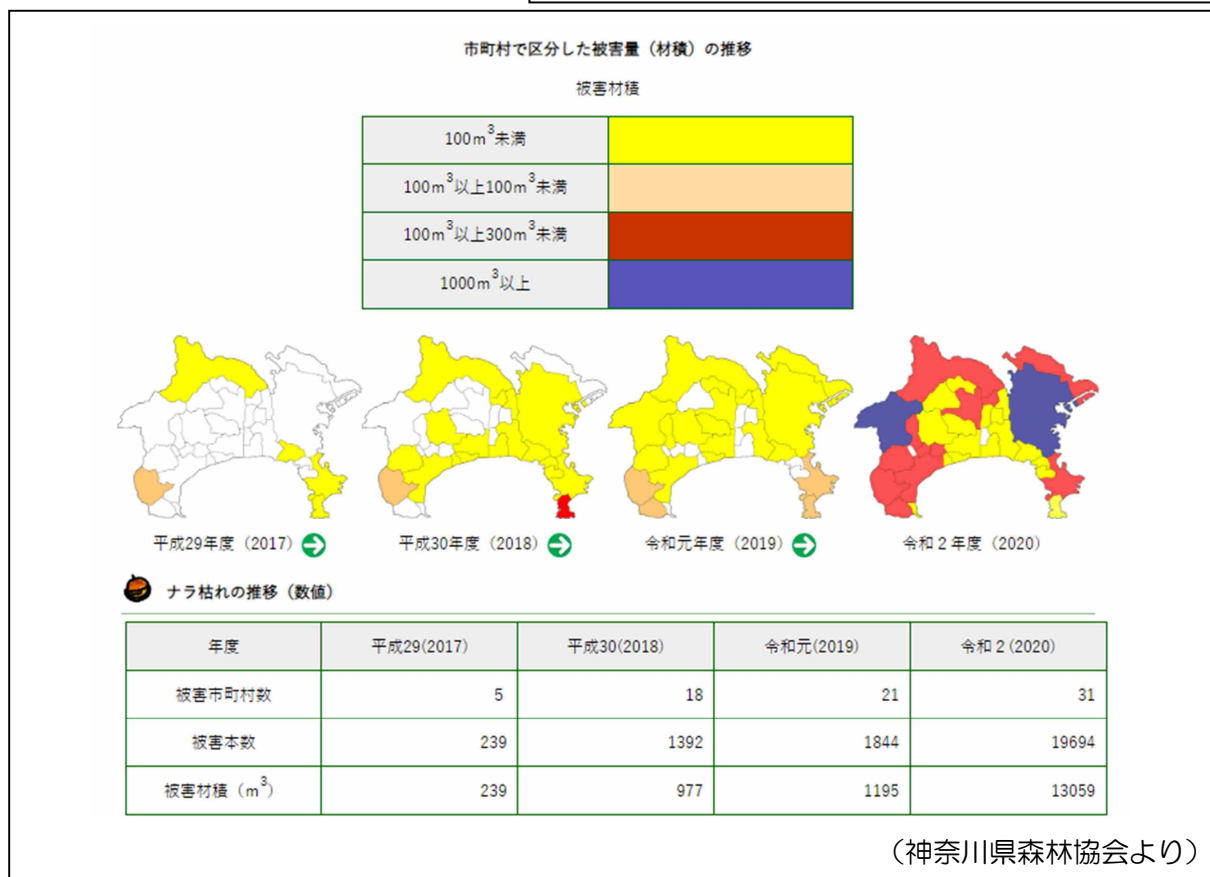 市町村で区分した被害量（材積）の推移
被害材積
100m³未満
100m³以上100m³未満
100m³以上300m³未満
1000m³以上
平成29年度（2017） 平成30年度（2018） 令和元年度（2019） 令和２年度（2020）
ナラ枯れの推移（数値）
年度 平成29(2017) 平成30(2018) 令和元(2019) 令和２(2020)
被害市町村数 5 18 21 31
被害本数 239 1392 1844 19694
被害材積（m³） 239 977 1195 13059
（神奈川県森林協会より）